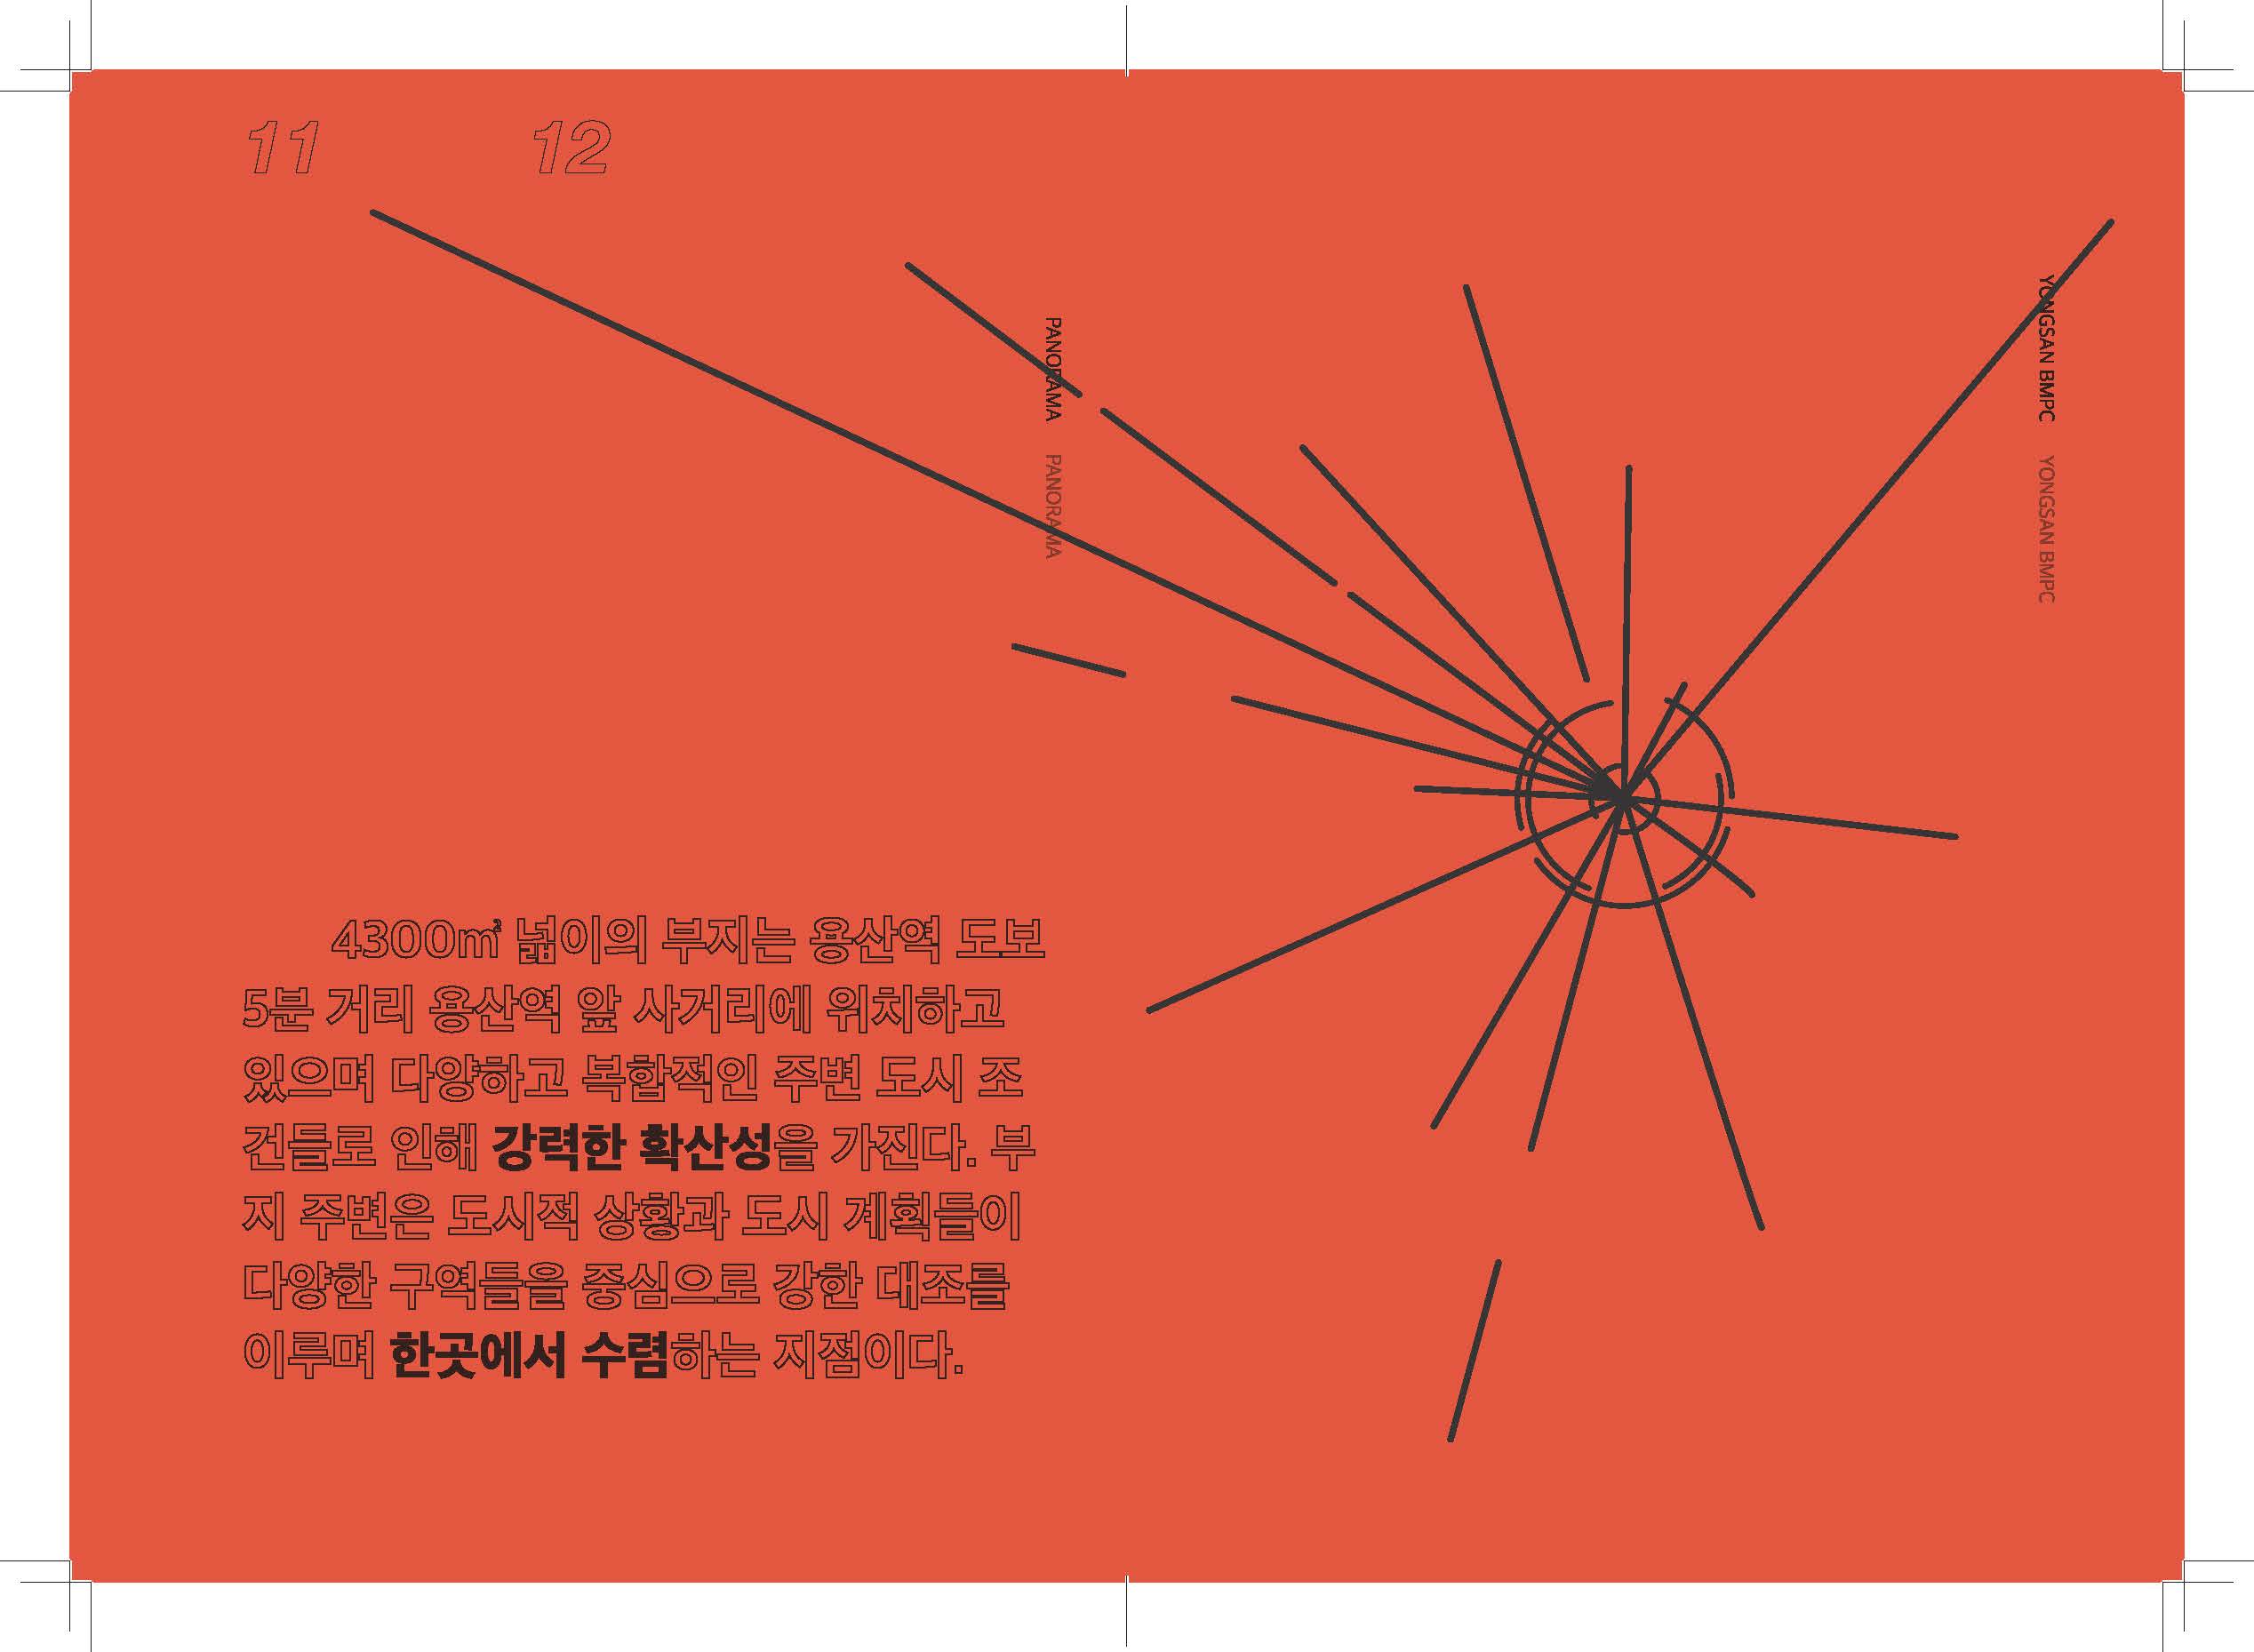 11 12
PANORAMA PANORAMA
YONGSAN BMPC YONGSAN BMPC
4300㎡ 넓이의 부지는 용산역 도보
5분 거리 용산역 앞 사거리에 위치하고
있으며 다양하고 복합적인 주변 도시 조
건들로 인해 강력한 확산성을 가진다. 부
지 주변은 도시적 상황과 도시 계획들이
다양한 구역들을 중심으로 강한 대조를
이루며 한곳에서 수렴하는 지점이다.